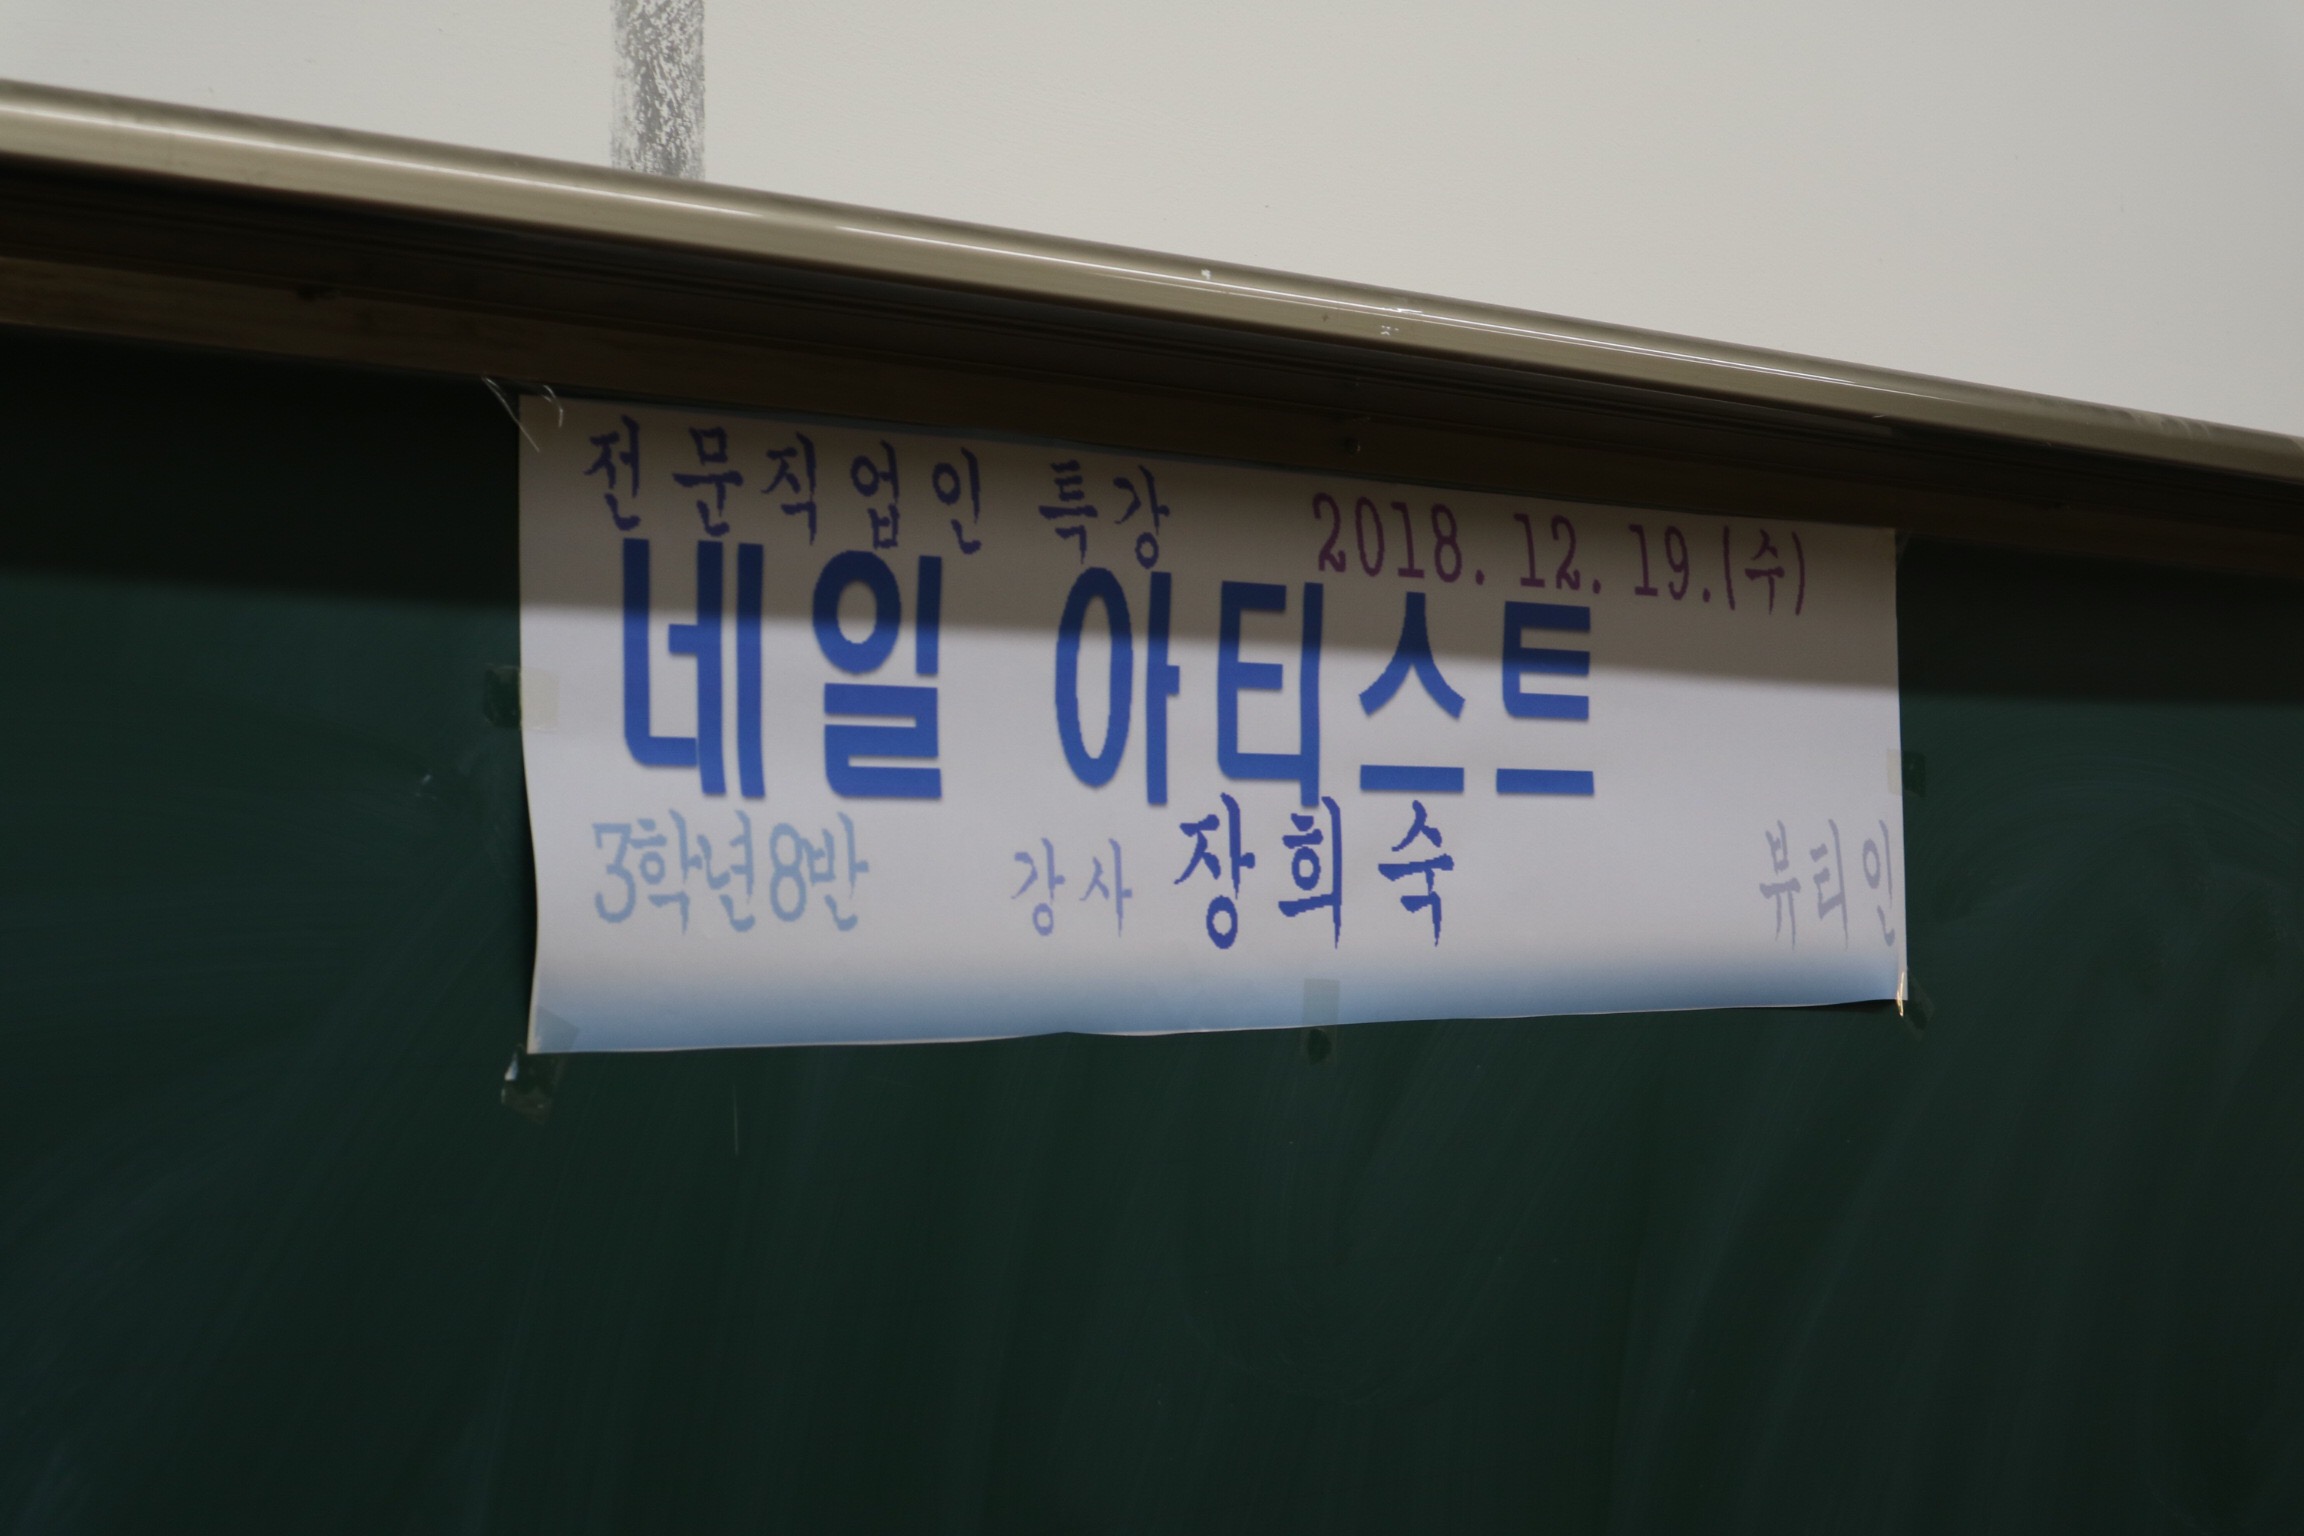 전문직업인 특강 2018. 12. 19.(수)
네일 아티스트
3학년8반 강사 장희숙 뷰티인